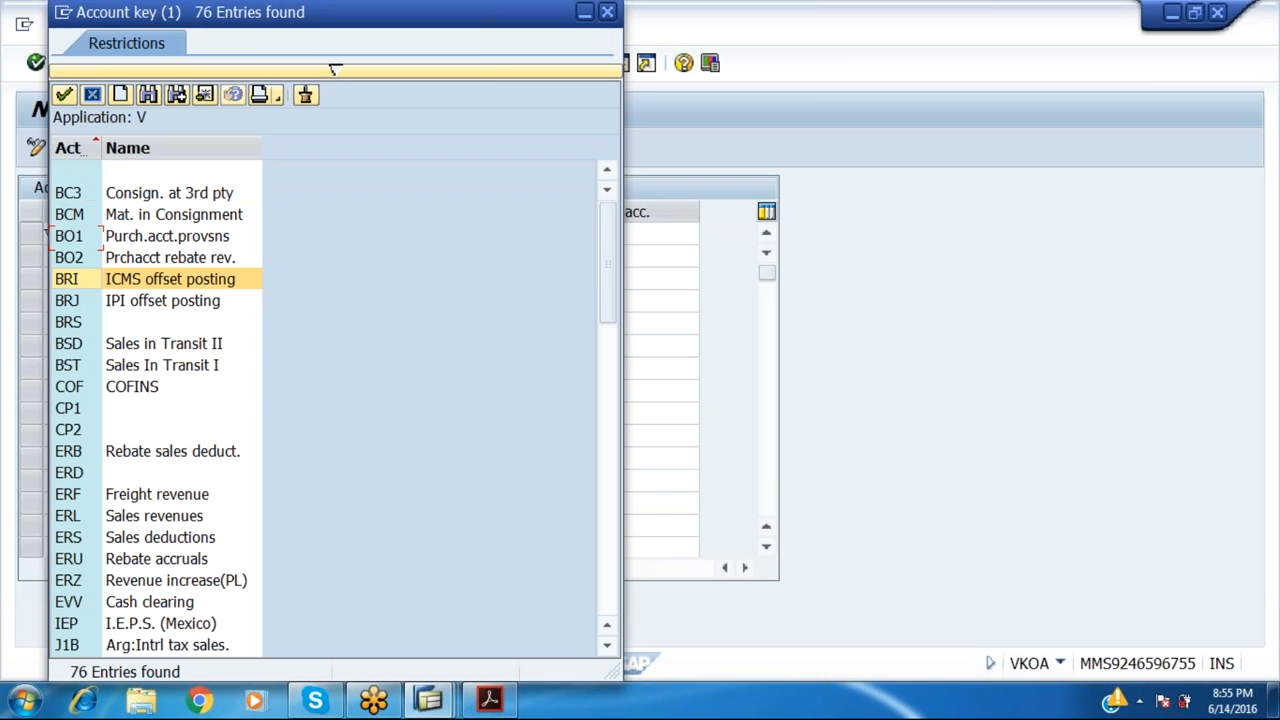 Account key (1) 76 Entries found
Restrictions
Application: V
Act Name
BC3 Consign. at 3rd pty
BCM Mat. in Consignment
BO1 Purch.acct.provsns
BO2 Prchacct rebate rev.
BRI ICMS offset posting
BRJ IPI offset posting
BRS
BSD Sales in Transit II
BST Sales In Transit I
COF COFINS
CP1
CP2
ERB Rebate sales deduct.
ERD
ERF Freight revenue
ERL Sales revenues
ERS Sales deductions
ERU Rebate accruals
ERZ Revenue increase(PL)
EVV Cash clearing
IEP I.E.P.S. (Mexico)
J1B Arg:Intrl tax sales.
76 Entries found
acc.
SAP
VKOA MMS9246596755 INS
8:55 PM
6/14/2016